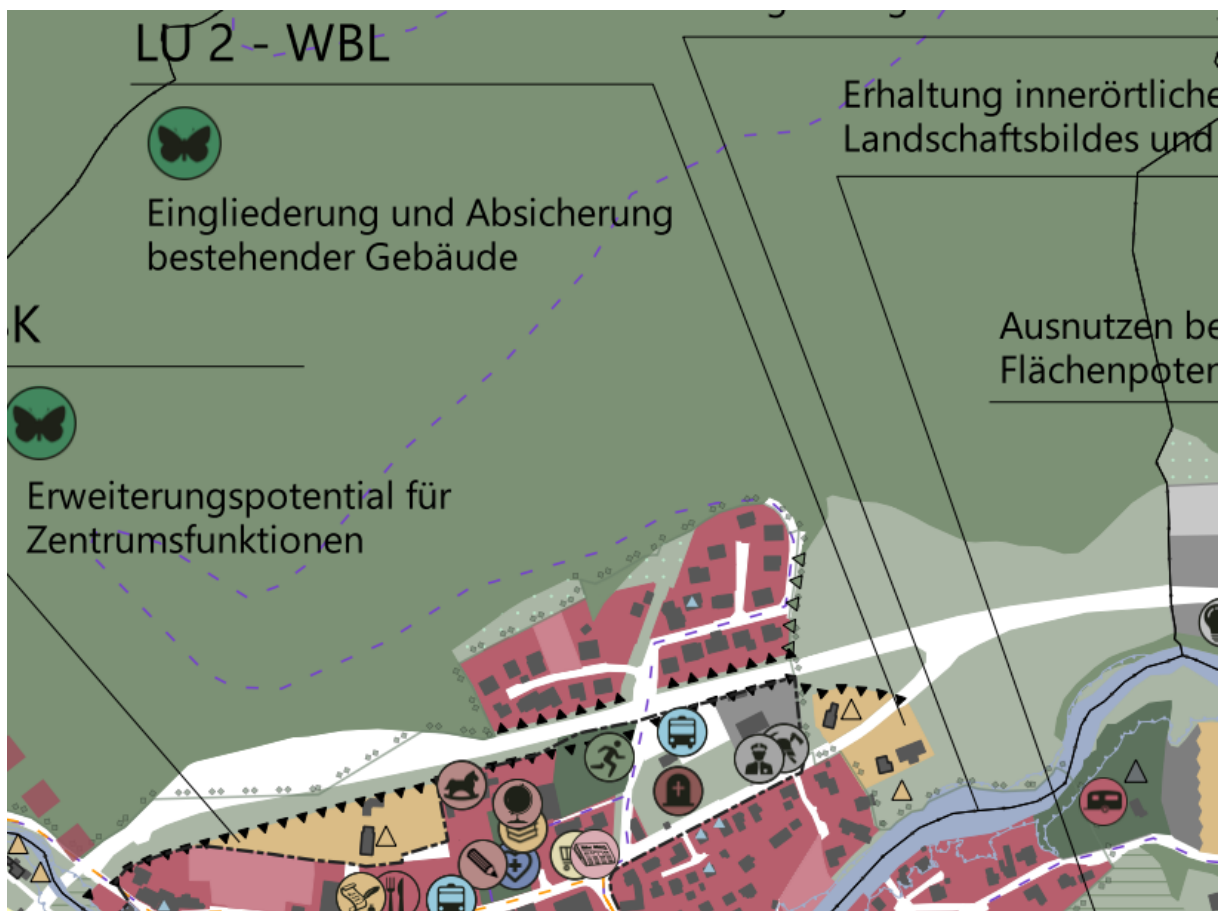 LU 2 - WBL
Erhaltung innerörtliche
Landschaftsbildes und
Eingliederung und Absicherung
bestehender Gebäude
K
Ausnutzen be
Flächenpoten
Erweiterungspotential für
Zentrumsfunktionen